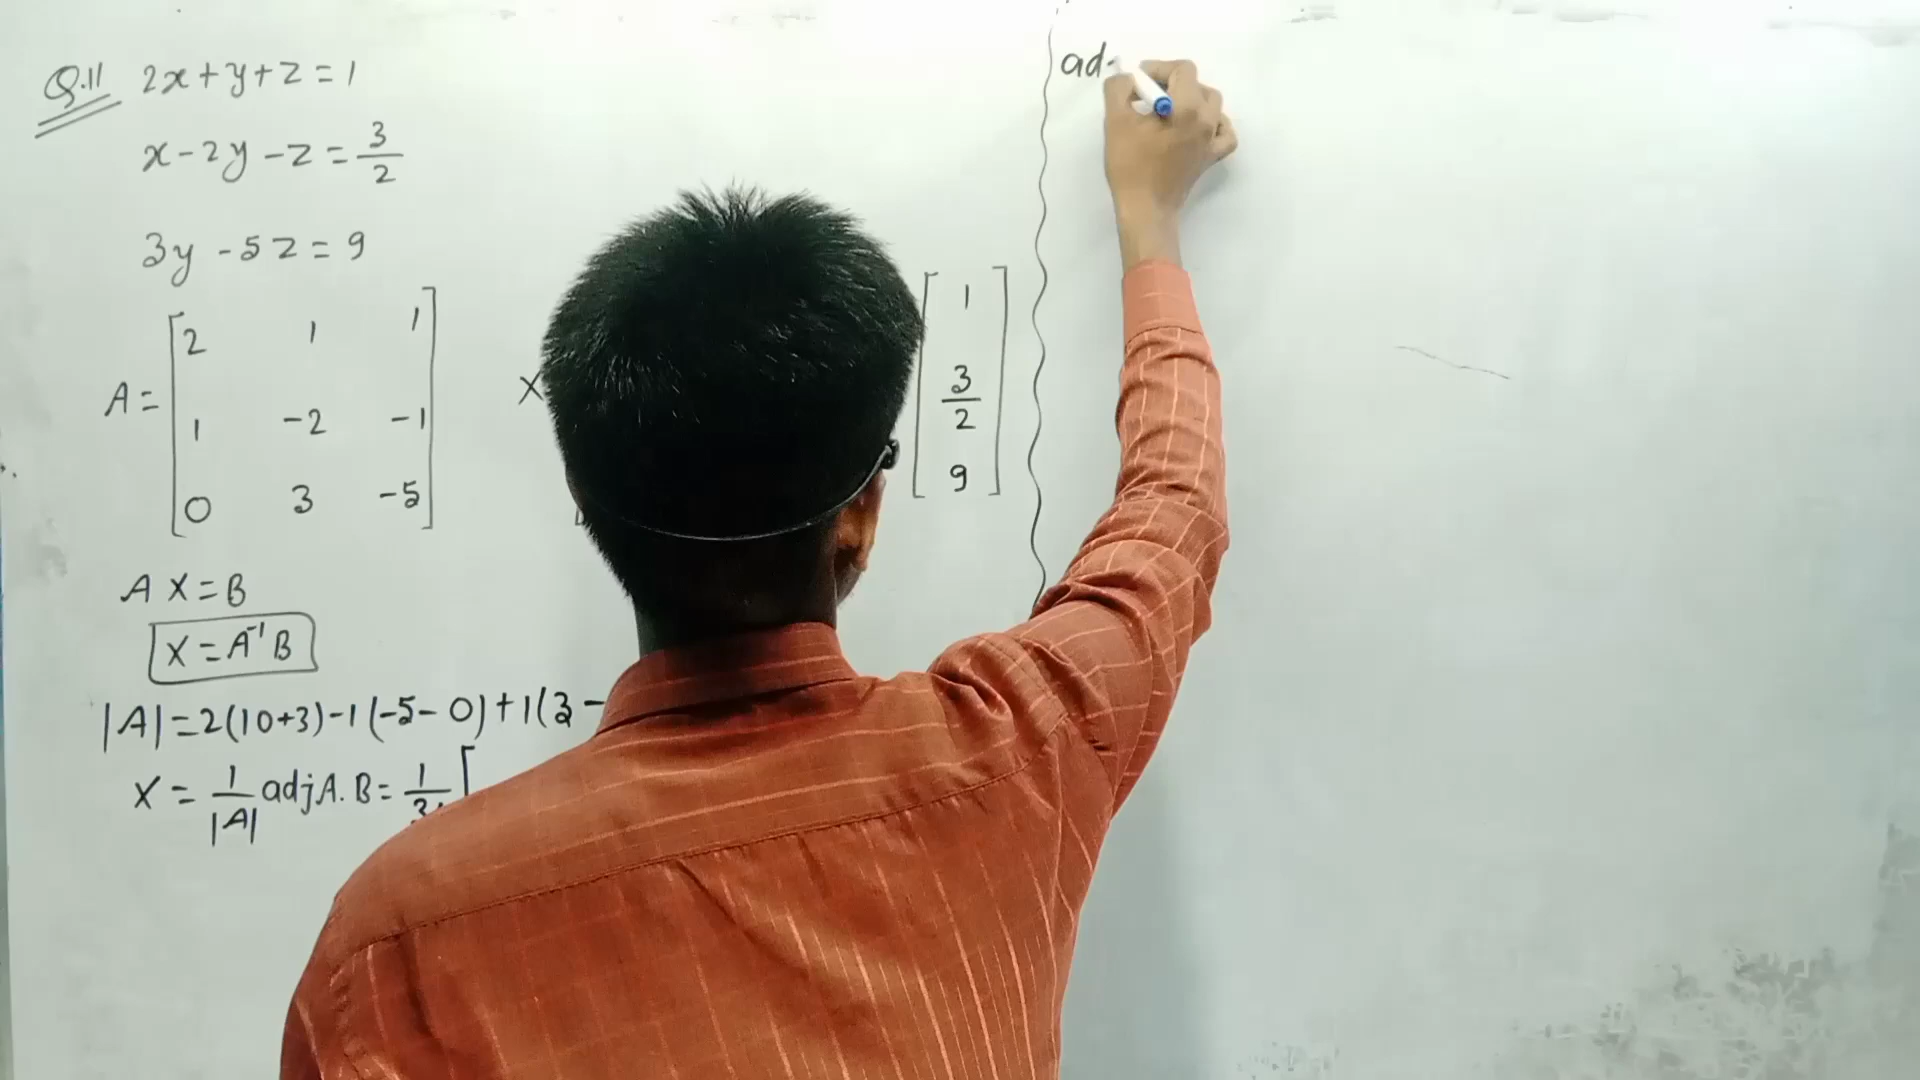 Q.11 2x+y+z=1
x-2y-z=3/2
3y-5z=9
A=[2 1 1
1 -2 -1
0 3 -5]
X
[1
3/2
9]
AX=B
X=A⁻¹B
|A|=2(10+3)-1(-5-0)+1(3-
X=1/|A| adjA.B=1/3 [
ad